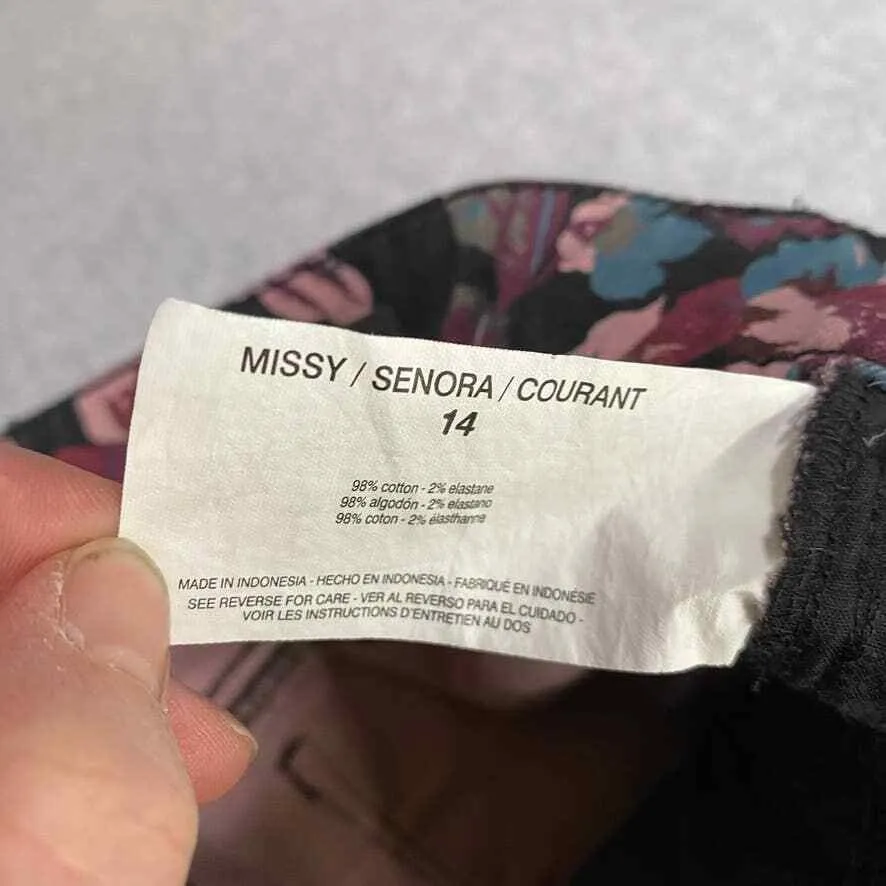 MISSY / SENORA / COURANT
14
98% cotton - 2% elastane
98% algodón - 2% elastano
98% coton - 2% élasthanne
MADE IN INDONESIA - HECHO EN INDONESIA - FABRIQUÉ EN INDONÉSIE
SEE REVERSE FOR CARE - VER AL REVERSO PARA EL CUIDADO -
VOIR LES INSTRUCTIONS D'ENTRETIEN AU DOS